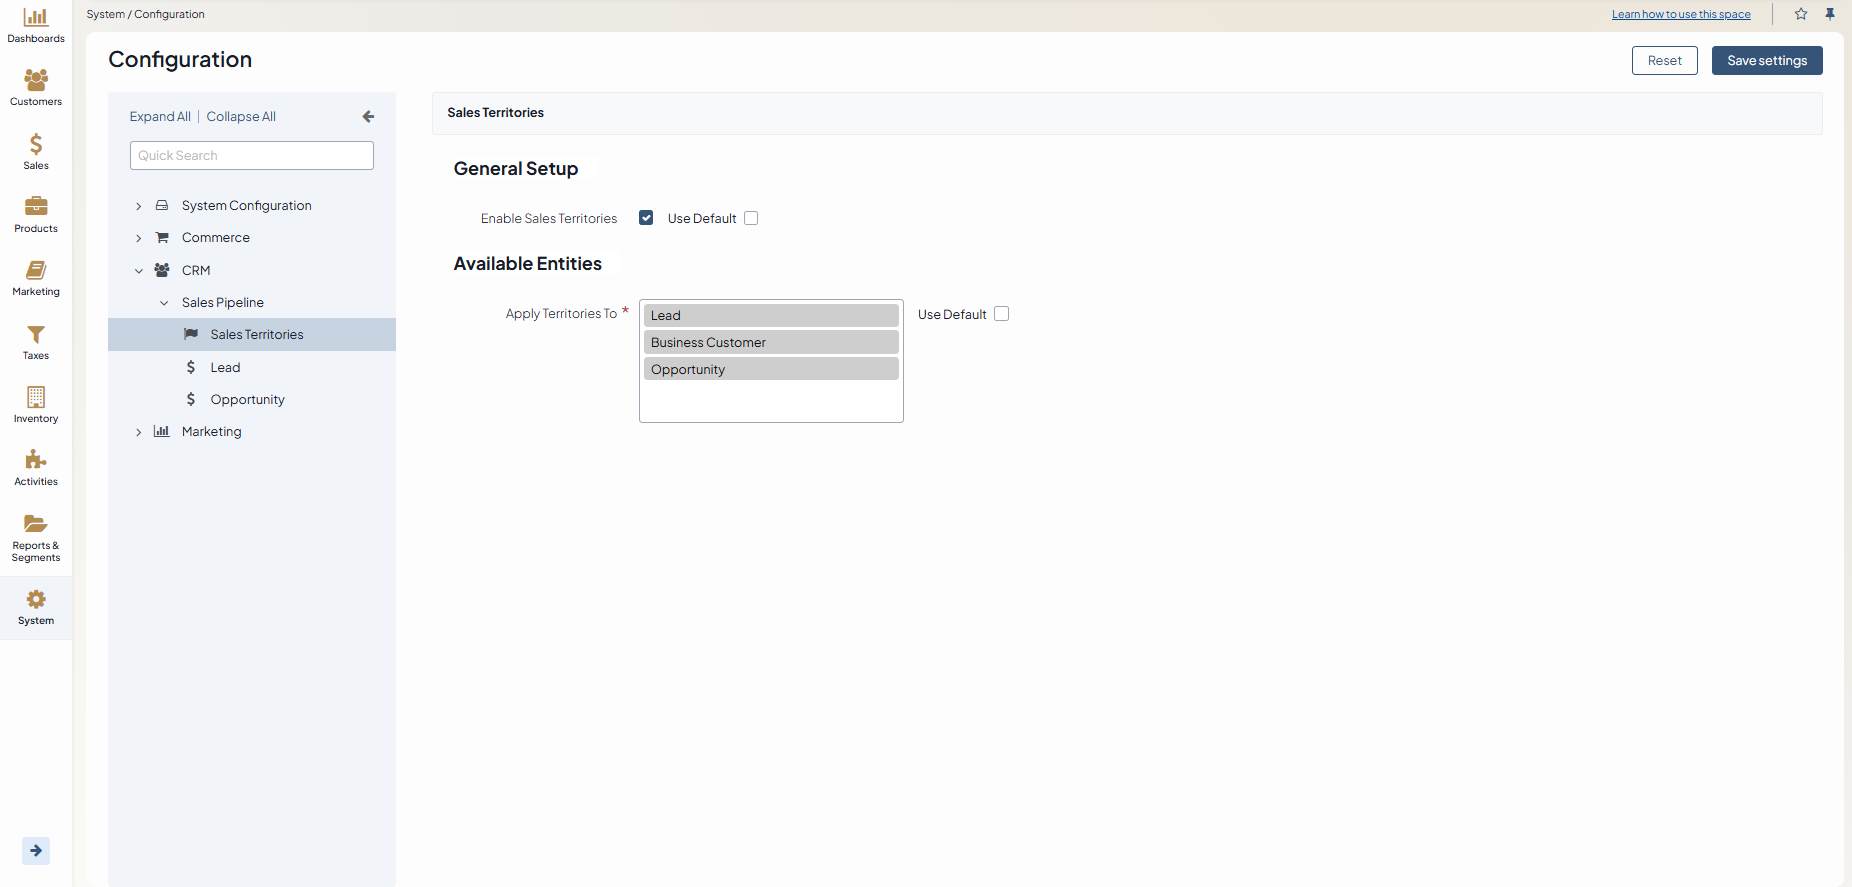 Dashboards
Customers
Sales
Products
Marketing
Taxes
Inventory
Activities
Reports &
Segments
System
System / Configuration
Learn how to use this space
Configuration
Reset
Save settings
Expand All | Collapse All
Quick Search
System Configuration
Commerce
CRM
Sales Pipeline
Sales Territories
Lead
Opportunity
Marketing
Sales Territories
General Setup
Enable Sales Territories
Use Default
Available Entities
Apply Territories To *
Lead
Business Customer
Opportunity
Use Default